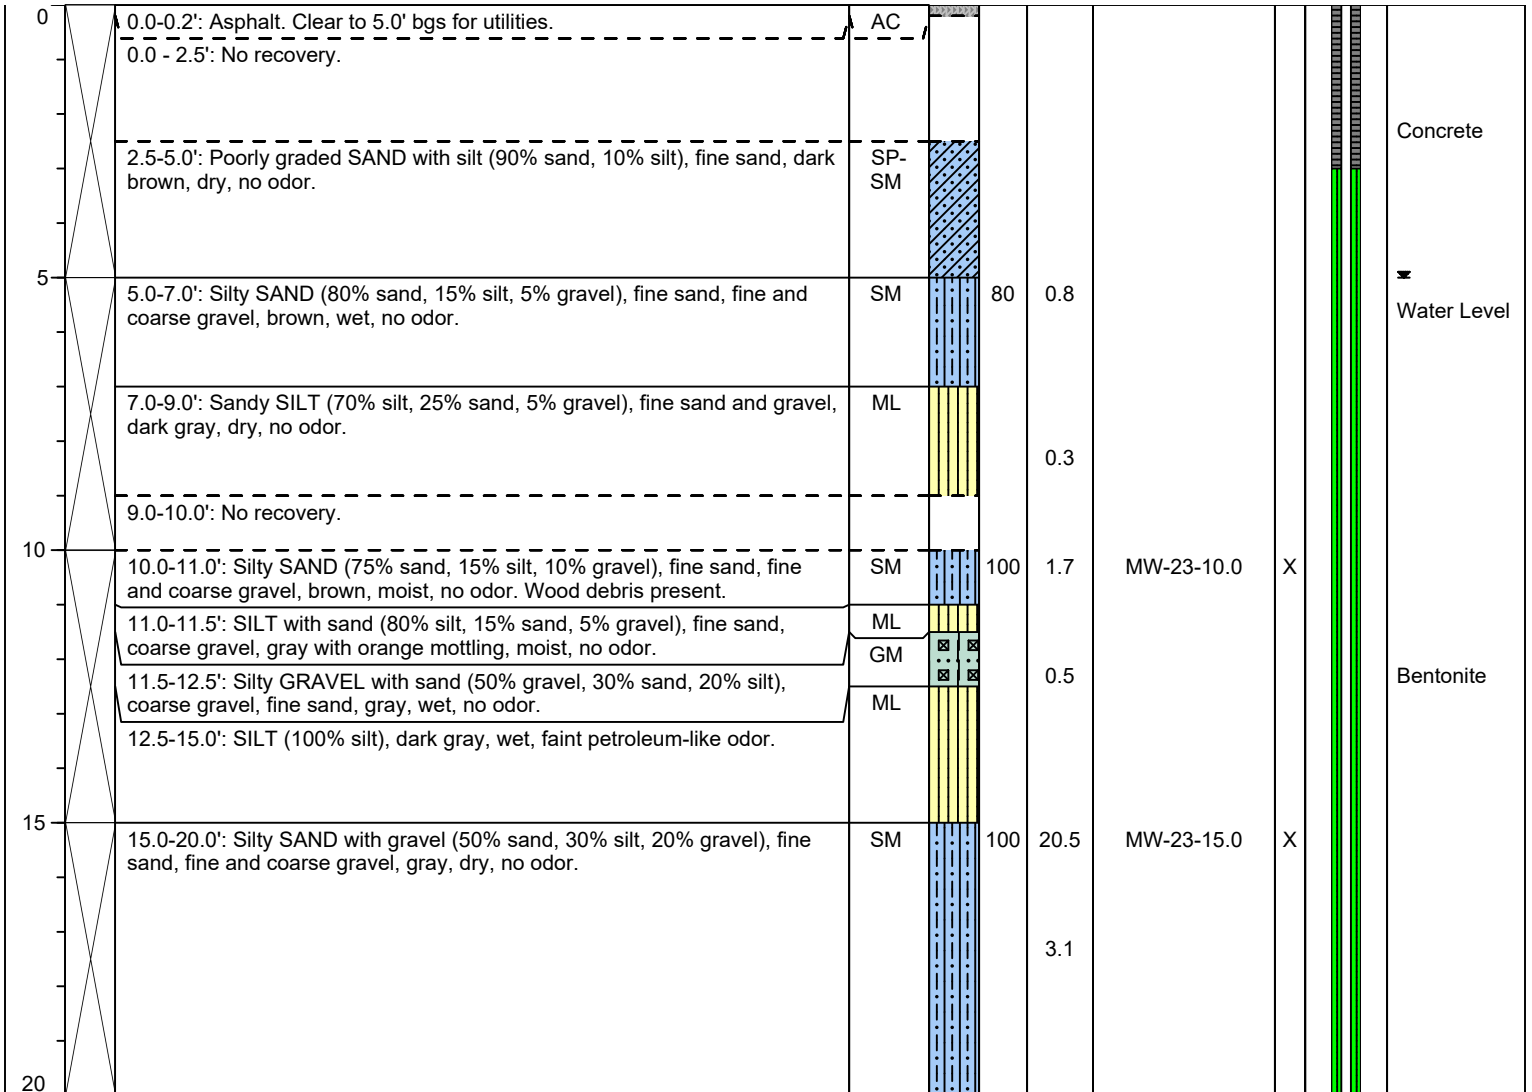 0
0.0-0.2': Asphalt. Clear to 5.0' bgs for utilities.
AC
0.0 - 2.5': No recovery.
Concrete
2.5-5.0': Poorly graded SAND with silt (90% sand, 10% silt), fine sand, dark
brown, dry, no odor.
SP-
SM
5
5.0-7.0': Silty SAND (80% sand, 15% silt, 5% gravel), fine sand, fine and
coarse gravel, brown, wet, no odor.
SM
80
0.8
Water Level
7.0-9.0': Sandy SILT (70% silt, 25% sand, 5% gravel), fine sand and gravel,
dark gray, dry, no odor.
ML
0.3
9.0-10.0': No recovery.
10
10.0-11.0': Silty SAND (75% sand, 15% silt, 10% gravel), fine sand, fine
and coarse gravel, brown, moist, no odor. Wood debris present.
SM
100
1.7
MW-23-10.0
X
11.0-11.5': SILT with sand (80% silt, 15% sand, 5% gravel), fine sand,
coarse gravel, gray with orange mottling, moist, no odor.
ML
GM
11.5-12.5': Silty GRAVEL with sand (50% gravel, 30% sand, 20% silt),
coarse gravel, fine sand, gray, wet, no odor.
0.5
Bentonite
ML
12.5-15.0': SILT (100% silt), dark gray, wet, faint petroleum-like odor.
15
15.0-20.0': Silty SAND with gravel (50% sand, 30% silt, 20% gravel), fine
sand, fine and coarse gravel, gray, dry, no odor.
SM
100
20.5
MW-23-15.0
X
3.1
20